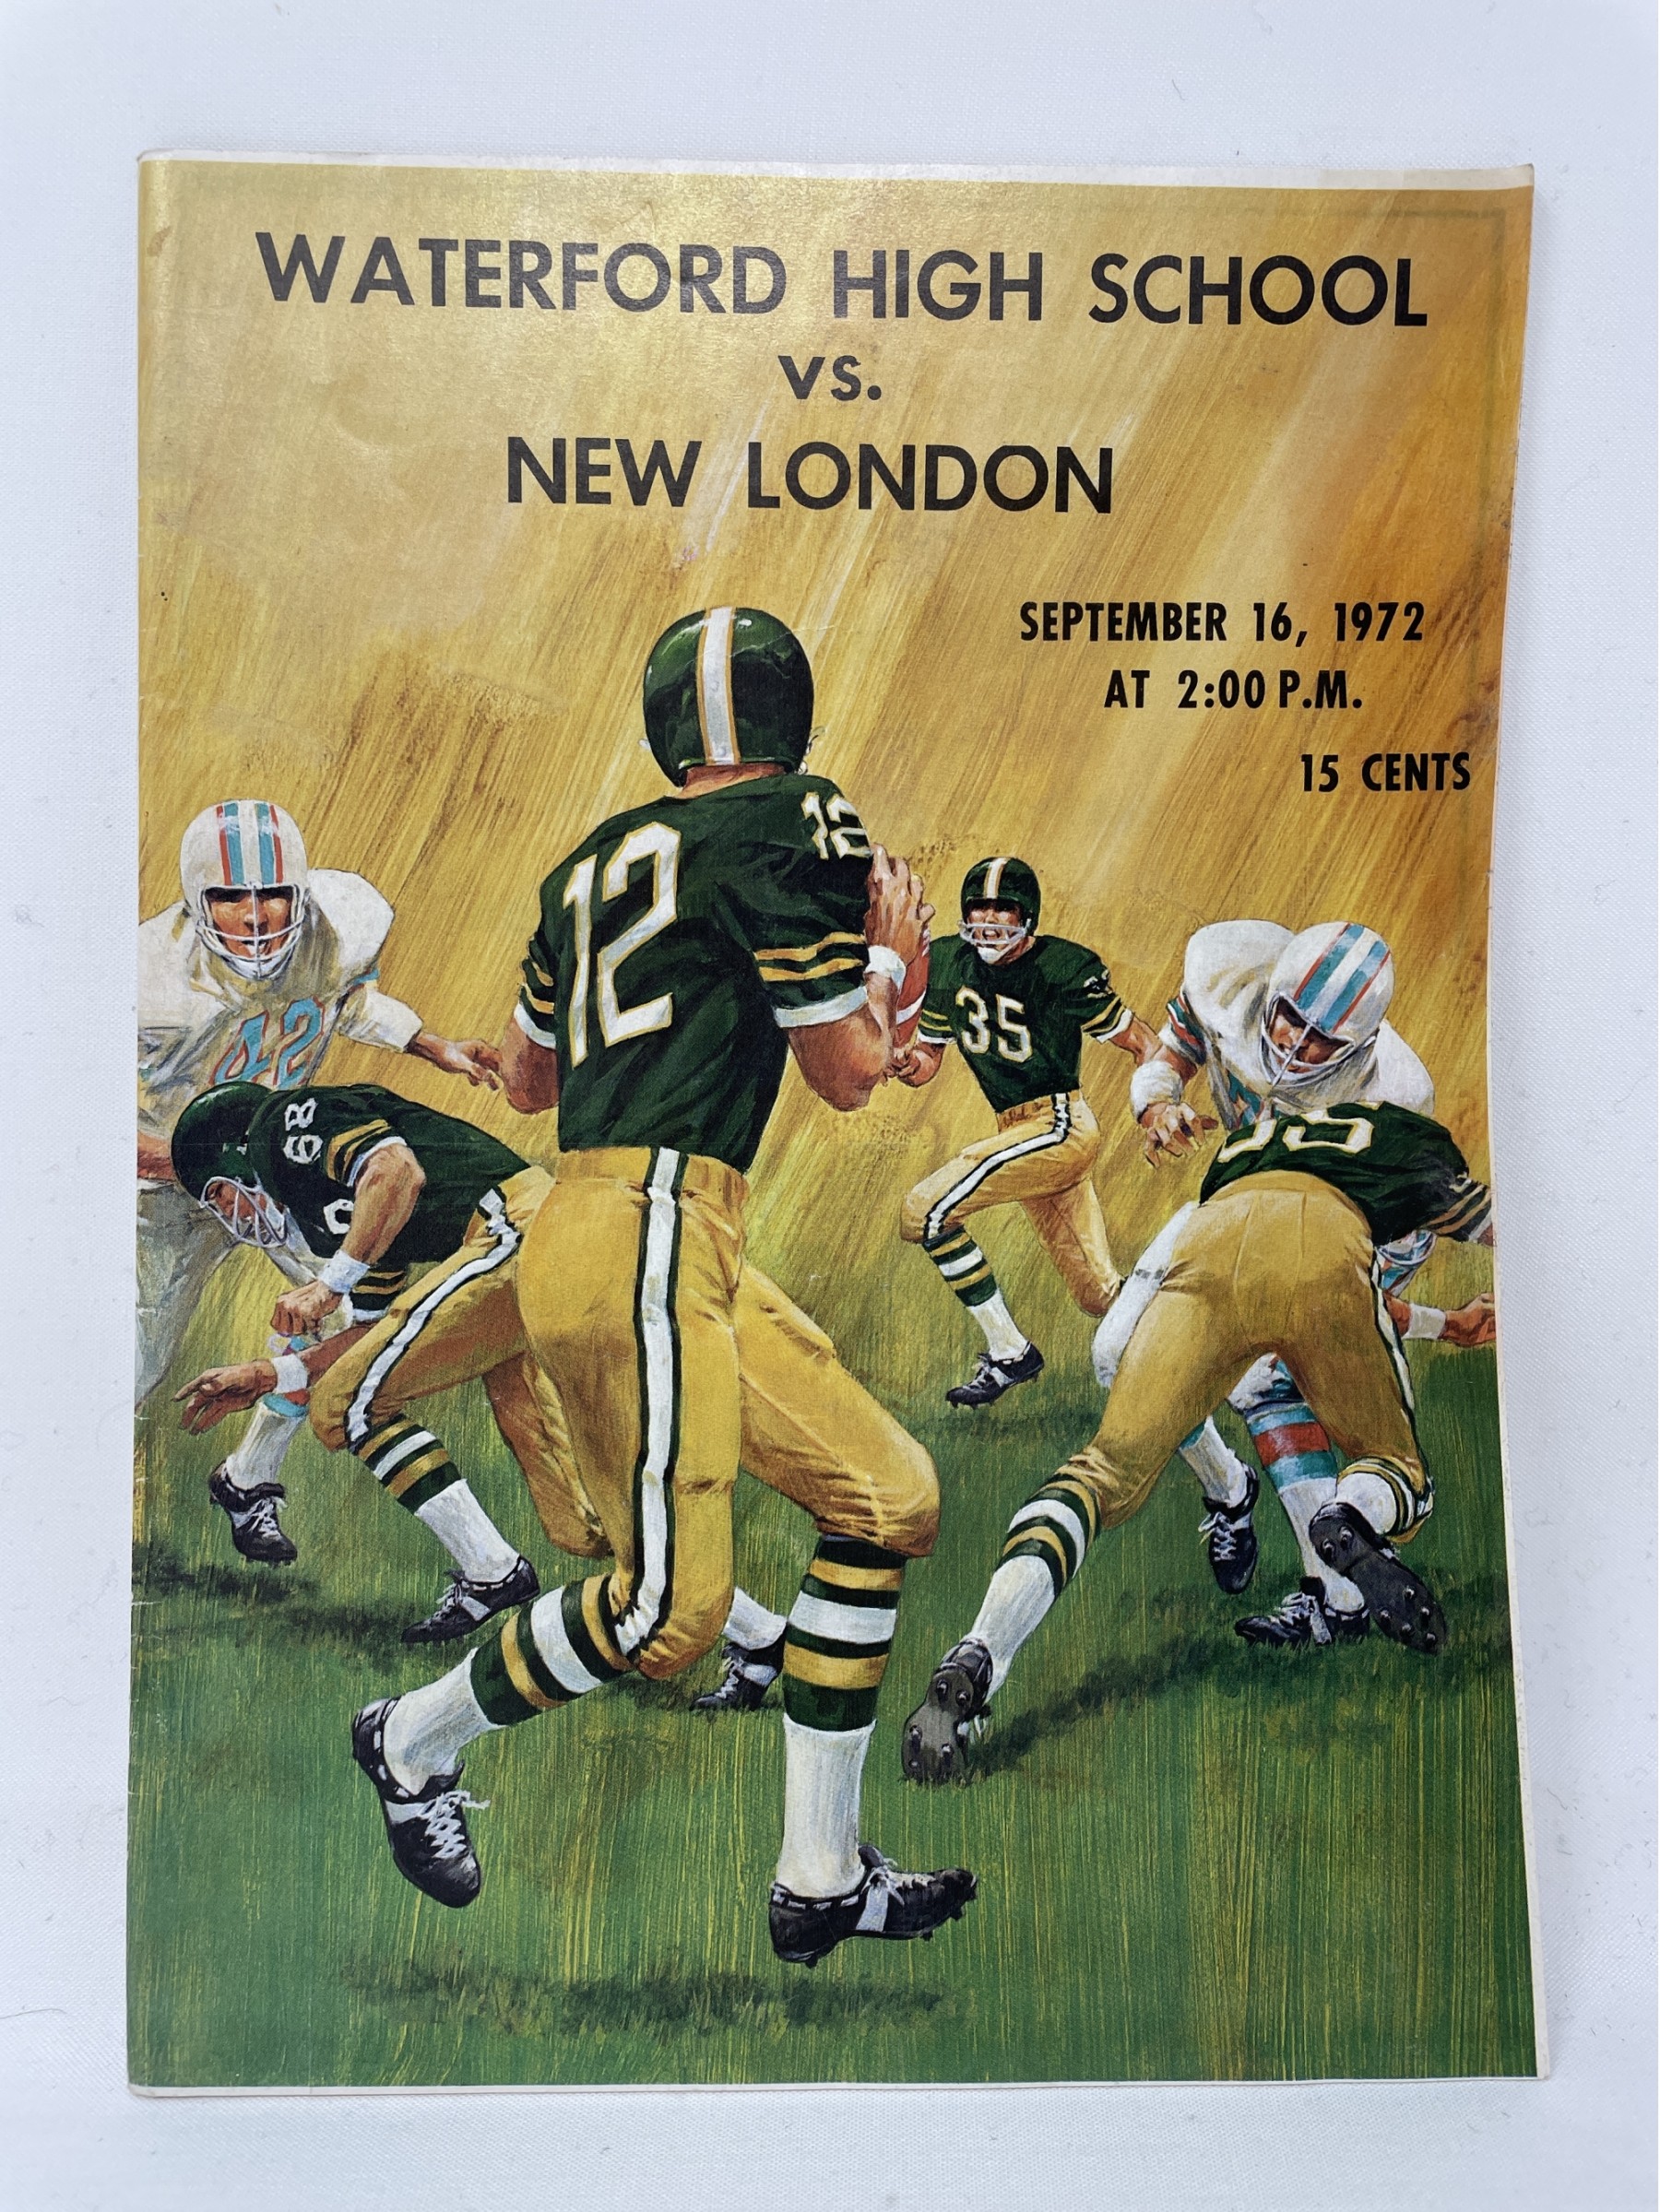 WATERFORD HIGH SCHOOL
vs.
NEW LONDON
SEPTEMBER 16, 1972
AT 2:00 P.M.
15 CENTS
12
12
42
35
68